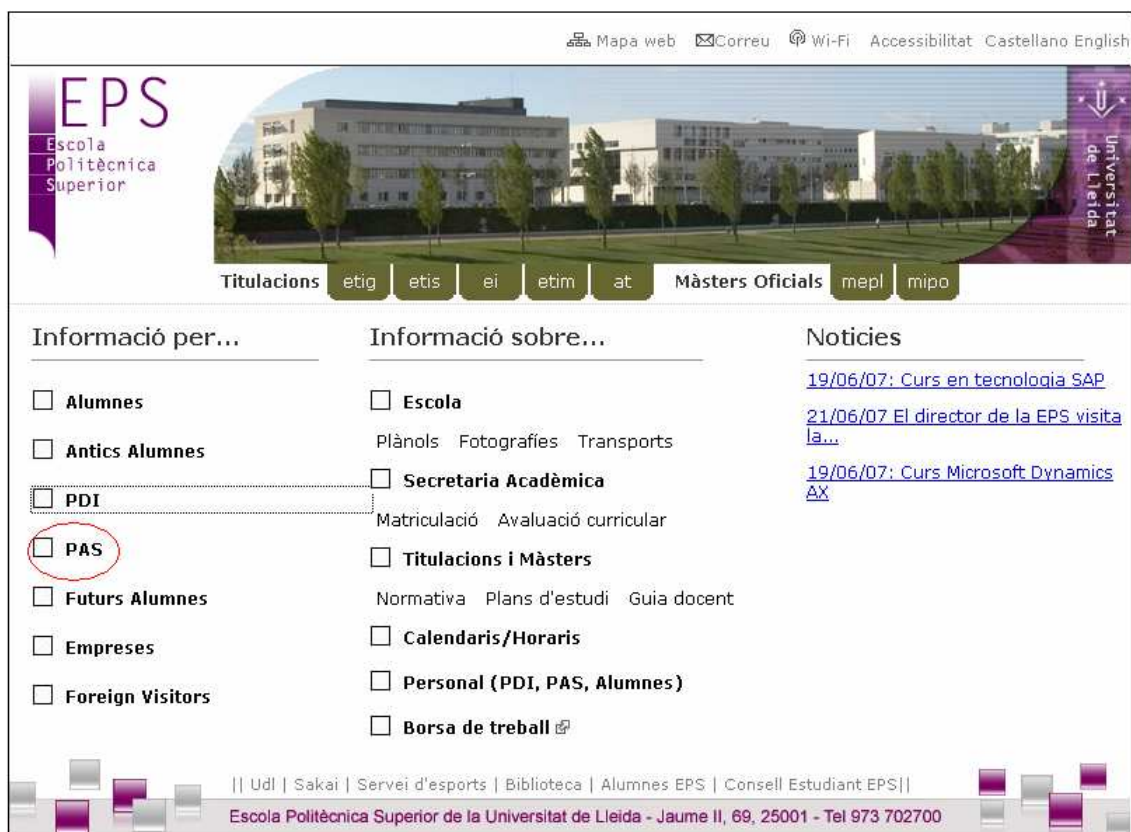 Mapa web Correu Wi-Fi Accessibilitat Castellano English
EPS
Escola
Politècnica
Superior
Universitat
de Lleida
Titulacions etig etis ei etim at Màsters Oficials mepl mipo
Informació per...
Alumnes
Antics Alumnes
PDI
PAS
Futurs Alumnes
Empreses
Foreign Visitors
Informació sobre...
Escola
Plànols Fotografíes Transports
Secretaria Acadèmica
Matriculació Avaluació curricular
Titulacions i Màsters
Normativa Plans d'estudi Guia docent
Calendaris/Horaris
Personal (PDI, PAS, Alumnes)
Borsa de treball
Noticies
19/06/07: Curs en tecnologia SAP
21/06/07 El director de la EPS visita
la...
19/06/07: Curs Microsoft Dynamics
AX
|| Udl | Sakai | Servei d'esports | Biblioteca | Alumnes EPS | Consell Estudiant EPS||
Escola Politècnica Superior de la Universitat de Lleida - Jaume II, 69, 25001 - Tel 973 702700